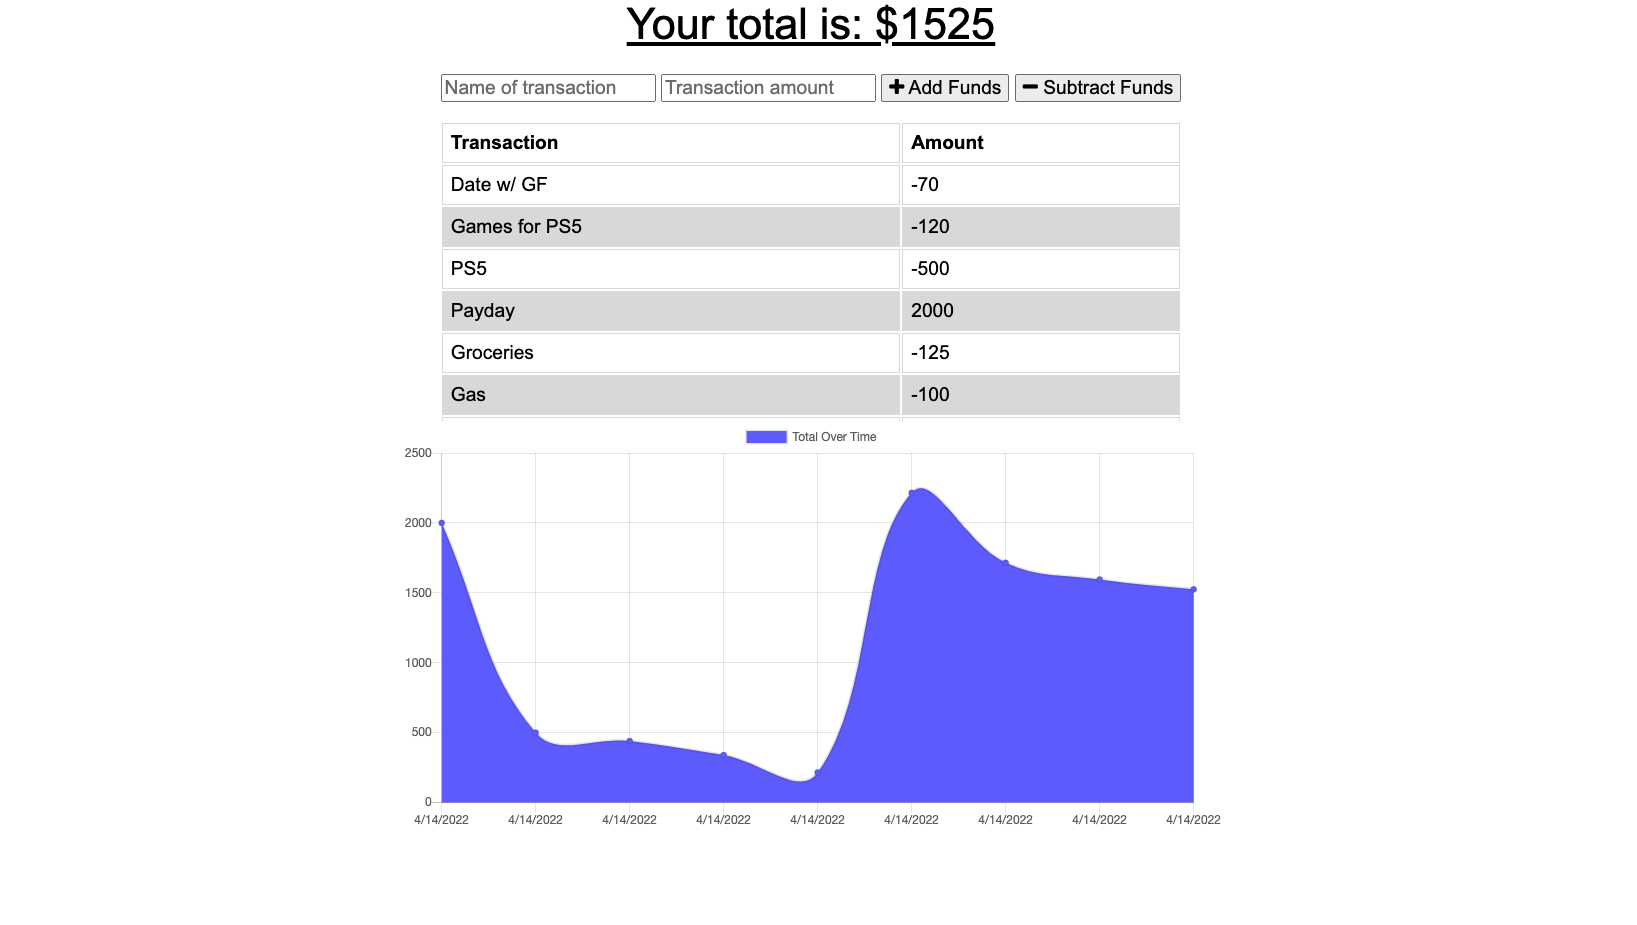 Your total is: $1525
Name of transaction Transaction amount Add Funds Subtract Funds
Transaction Amount
Date w/ GF -70
Games for PS5 -120
PS5 -500
Payday 2000
Groceries -125
Gas -100
Total Over Time
2500
2000
1500
1000
500
0
4/14/2022 4/14/2022 4/14/2022 4/14/2022 4/14/2022 4/14/2022 4/14/2022 4/14/2022 4/14/2022